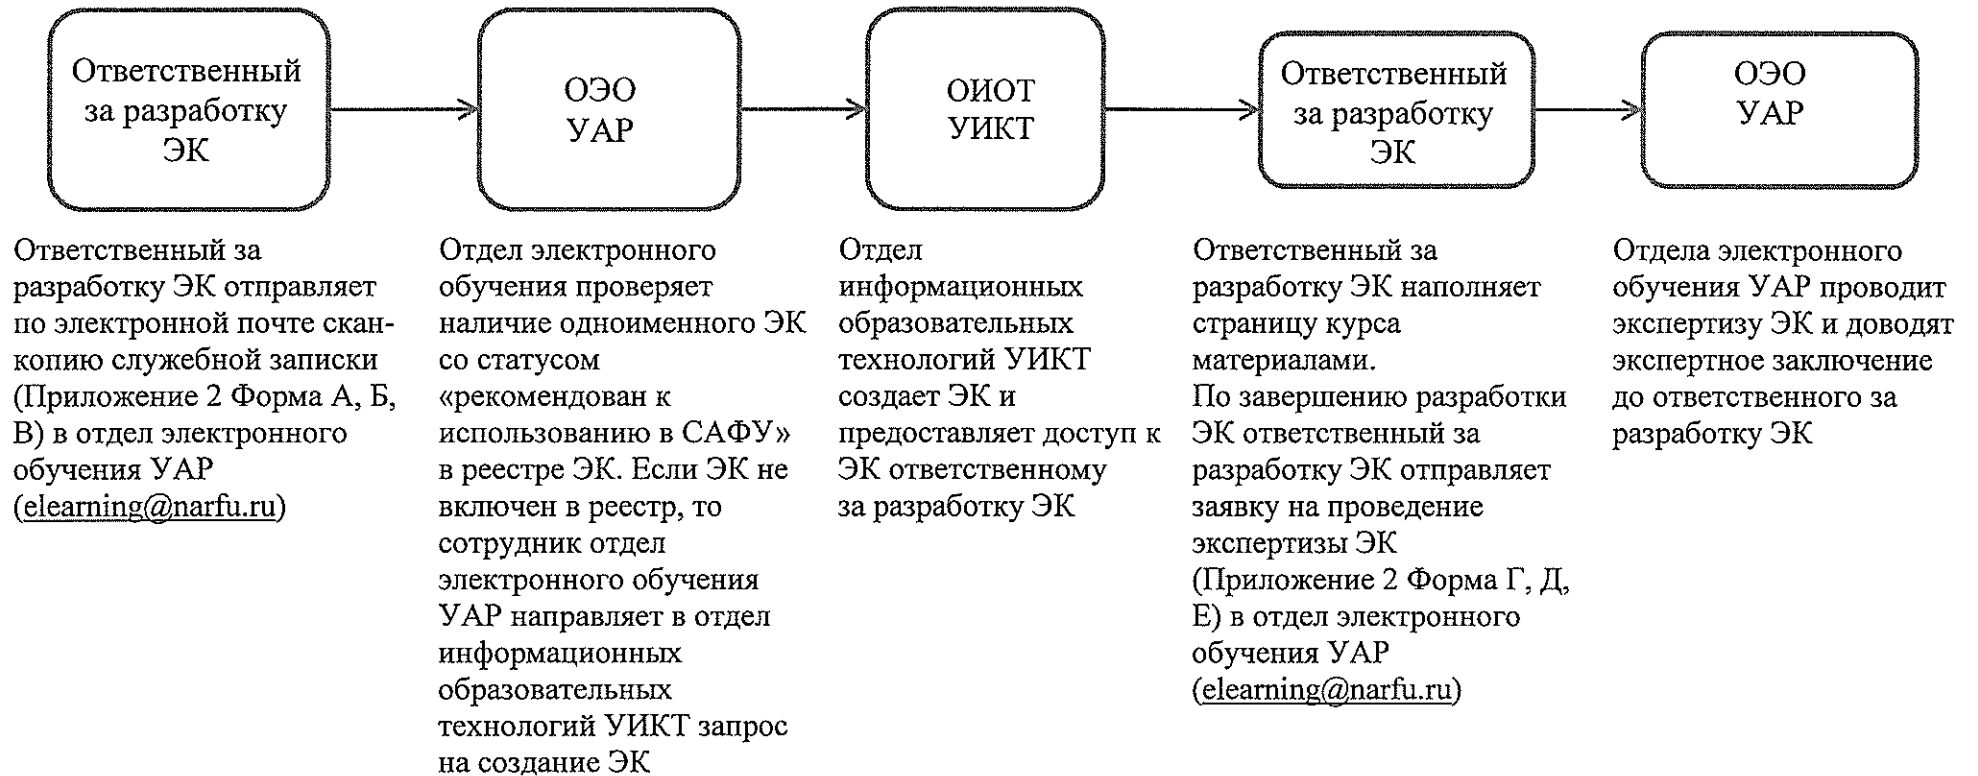 Ответственный
за разработку
ЭК
ОЭО
УАР
ОИОТ
УИКТ
Ответственный
за разработку
ЭК
ОЭО
УАР
Ответственный за
разработку ЭК отправляет
по электронной почте скан-
копию служебной записки
(Приложение 2 Форма А, Б,
В) в отдел электронного
обучения УАР
(elearning@narfu.ru)
Отдел электронного
обучения проверяет
наличие одноименного ЭК
со статусом
«рекомендован к
использованию в САФУ»
в реестре ЭК. Если ЭК не
включен в реестр, то
сотрудник отдел
электронного обучения
УАР направляет в отдел
информационных
образовательных
технологий УИКТ запрос
на создание ЭК
Отдел
информационных
образовательных
технологий УИКТ
создает ЭК и
предоставляет доступ к
ЭК ответственному
за разработку ЭК
Ответственный за
разработку ЭК наполняет
страницу курса
материалами.
По завершению разработки
ЭК ответственный за
разработку ЭК отправляет
заявку на проведение
экспертизы ЭК
(Приложение 2 Форма Г, Д,
Е) в отдел электронного
обучения УАР
(elearning@narfu.ru)
Отдела электронного
обучения УАР проводит
экспертизу ЭК и доводят
экспертное заключение
до ответственного за
разработку ЭК